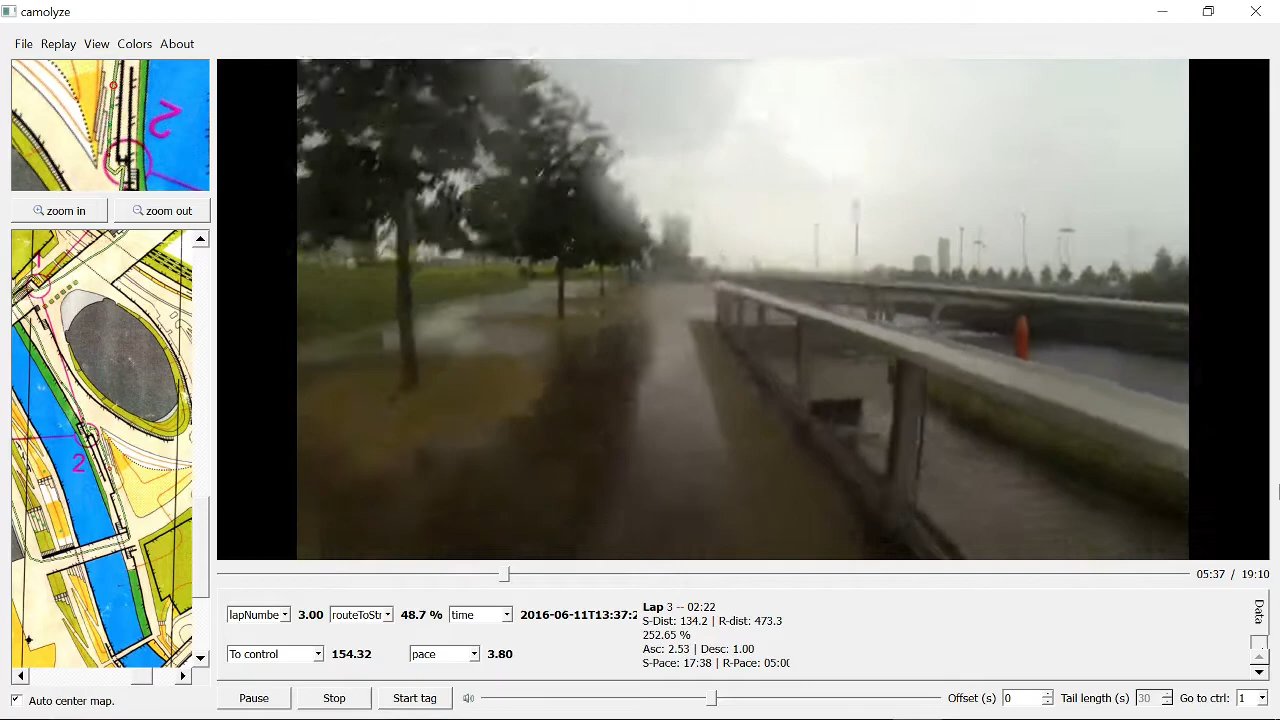 camolyze
File Replay View Colors About
2
zoom in zoom out
1
2
05:37 / 19:10
lapNumbe 3.00 routeToStr 48.7 % time 2016-06-11T13:37:2
To control 154.32 pace 3.80
Lap 3 -- 02:22
S-Dist: 134.2 | R-dist: 473.3
252.65 %
Asc: 2.53 | Desc: 1.00
S-Pace: 17:38 | R-Pace: 05:00
Data
Auto center map. Pause Stop Start tag Offset (s) 0 Tail length (s) 30 Go to ctrl: 1